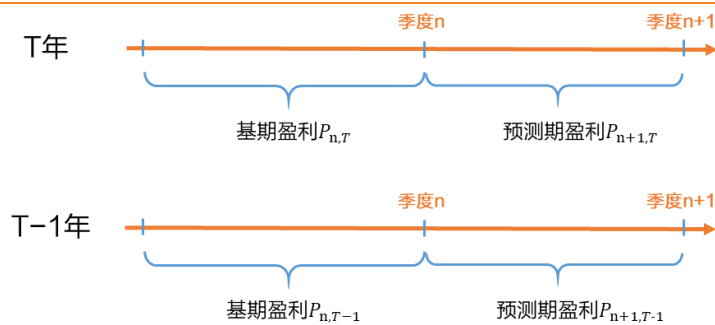 季度n 季度n+1
T年
基期盈利P_{n,T} 预测期盈利P_{n+1,T}
季度n 季度n+1
T−1年
基期盈利P_{n,T−1} 预测期盈利P_{n+1,T-1}